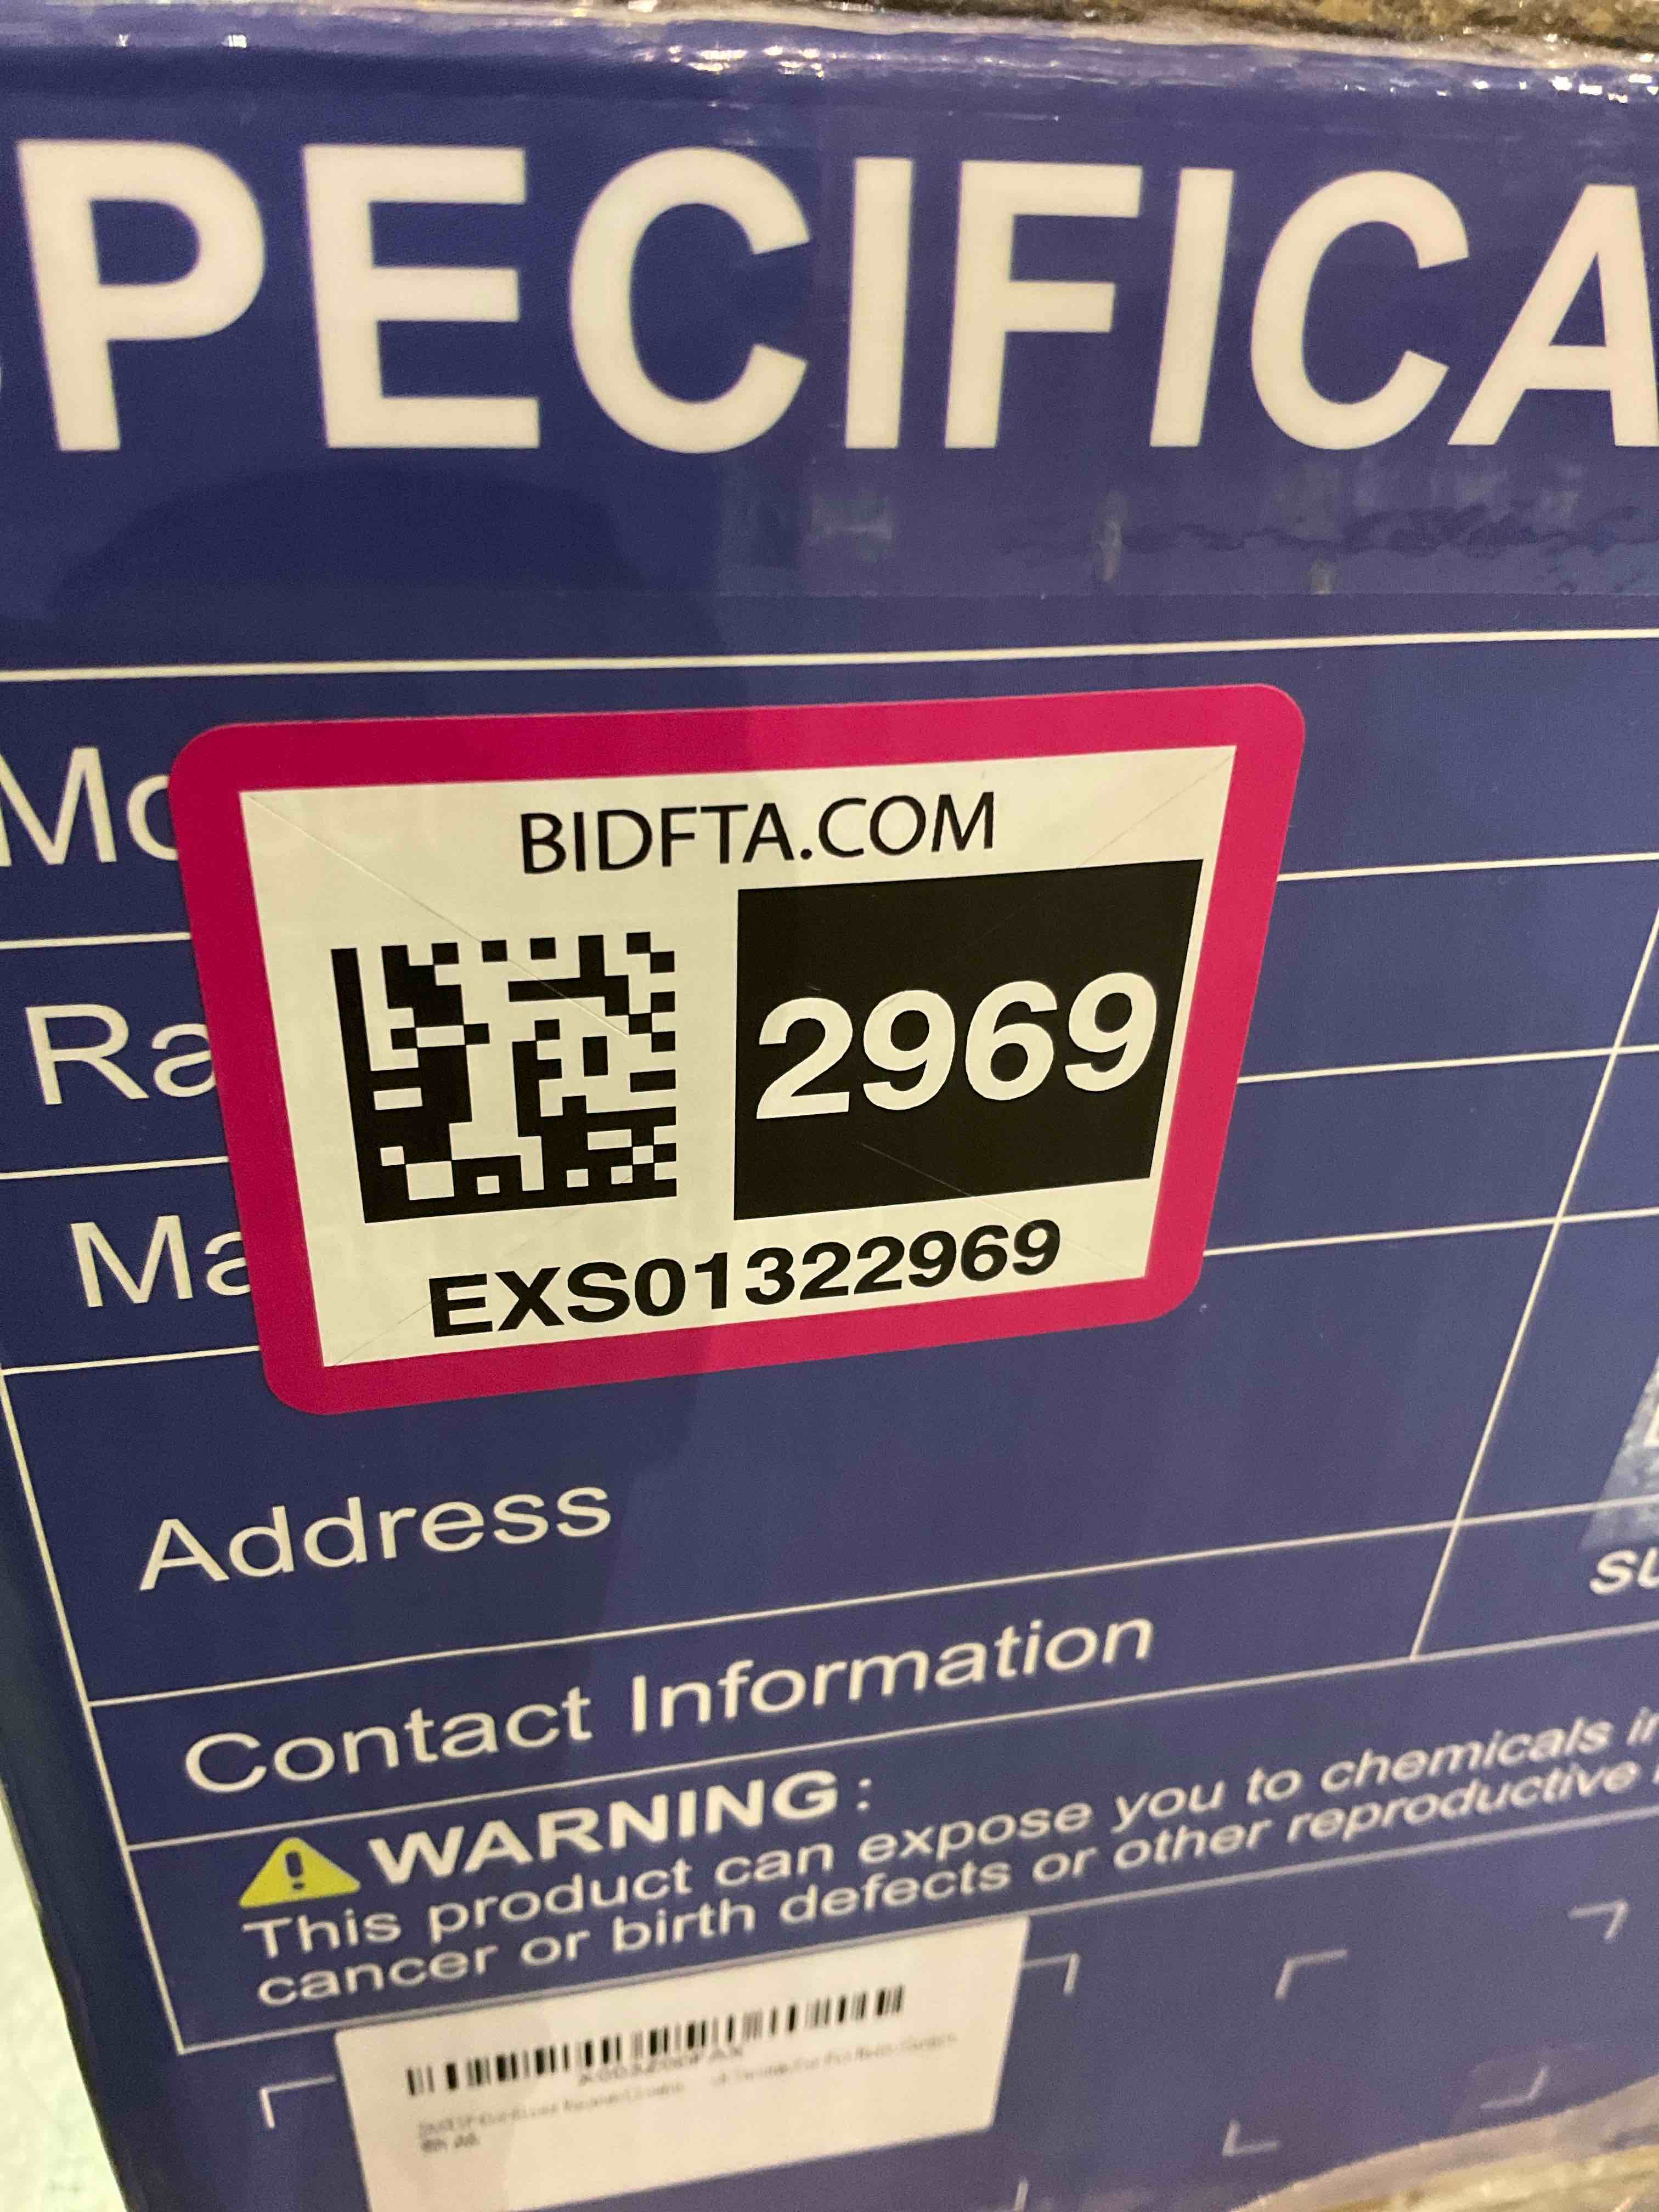 PECIFICA
Mo
BIDFTA.COM
2969
Ra
EXS01322969
Ma
Address
Contact Information
WARNING:
This product can expose you to chemicals in
cancer or birth defects or other reproductive